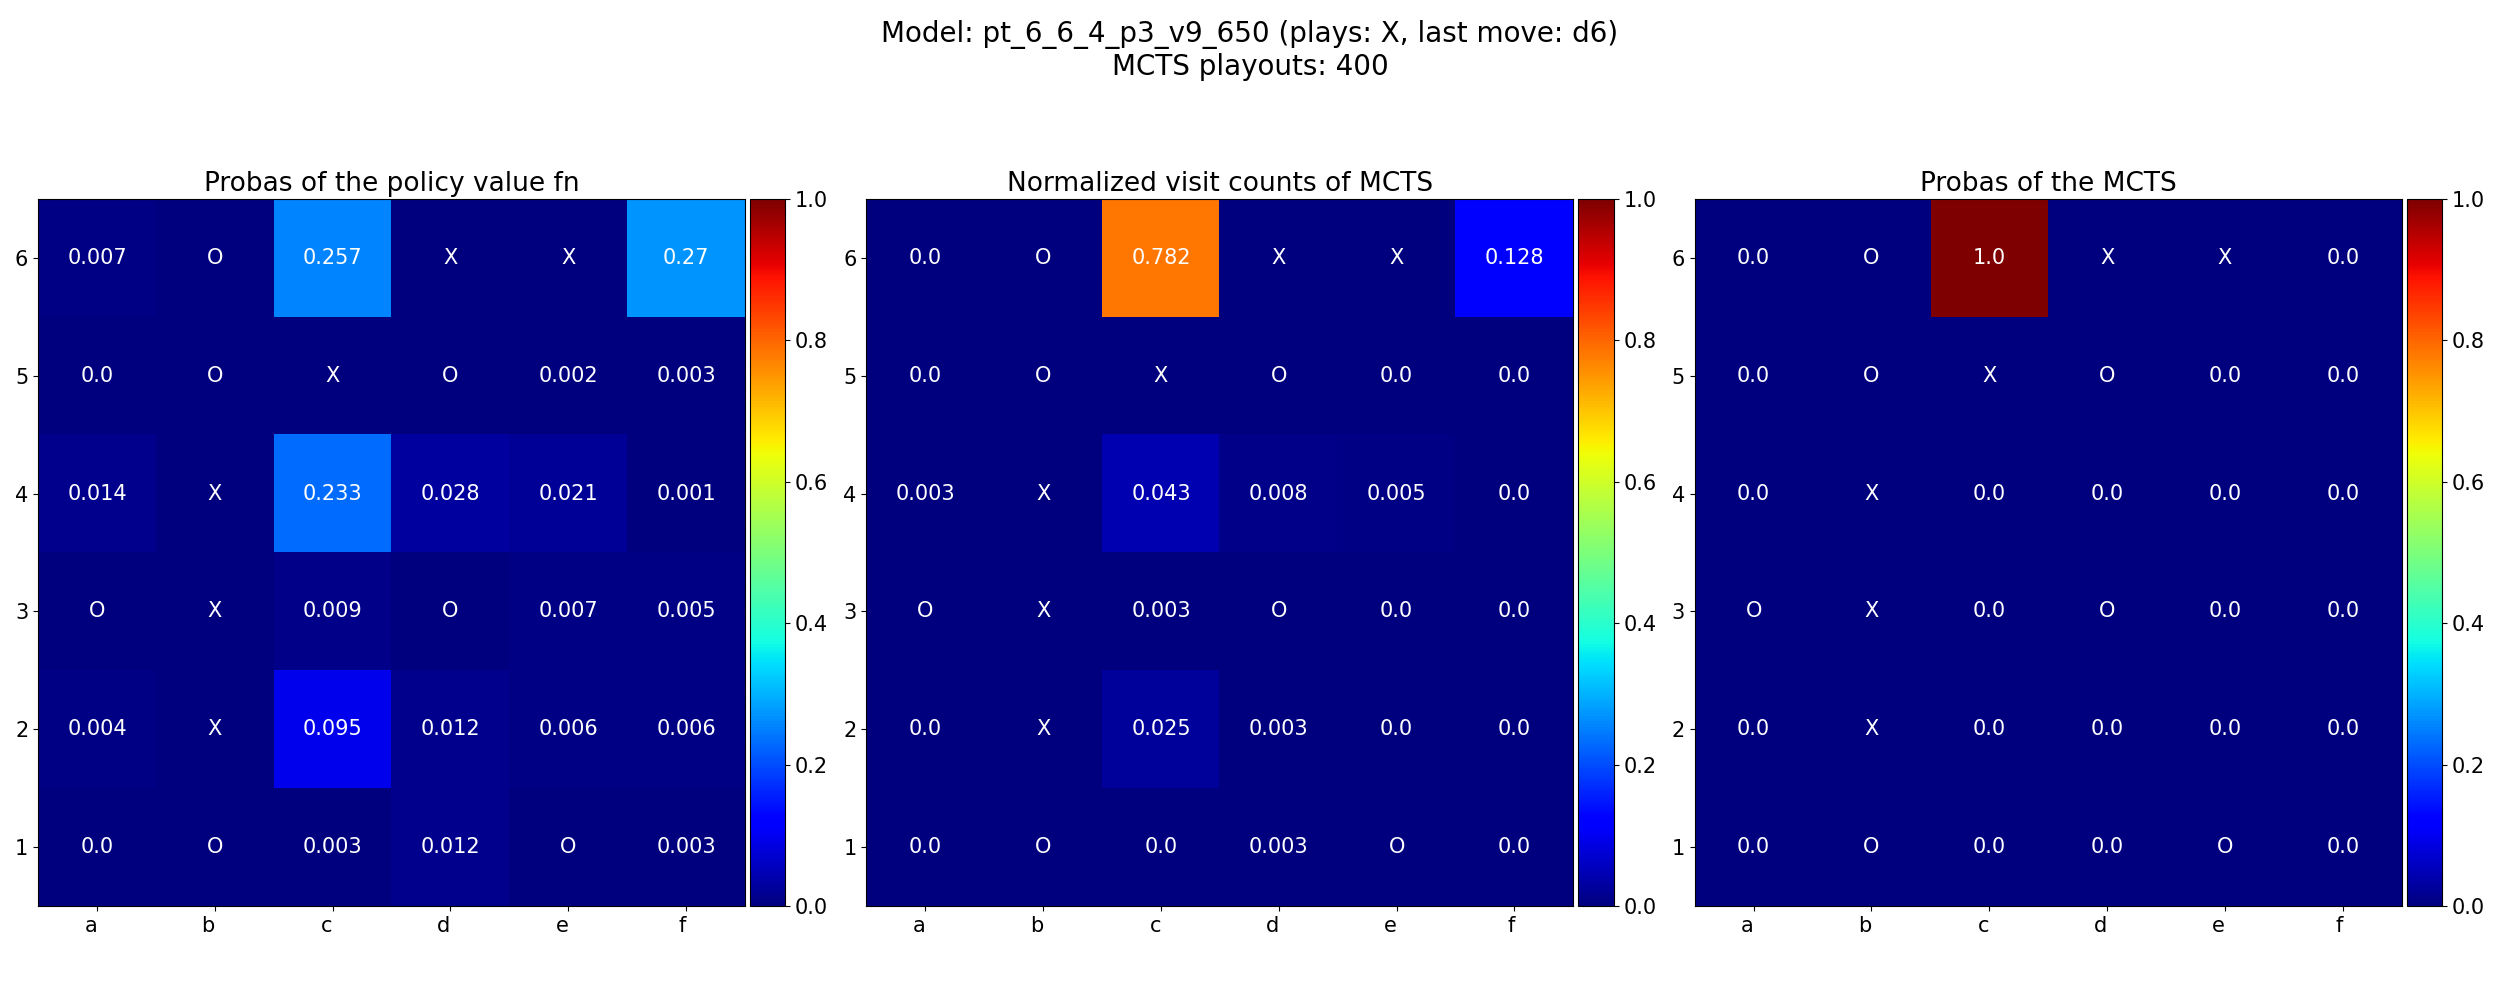 Model: pt_6_6_4_p3_v9_650 (plays: X, last move: d6)
MCTS playouts: 400
Probas of the policy value fn
6 0.007 O 0.257 X X 0.27
5 0.0 O X O 0.002 0.003
4 0.014 X 0.233 0.028 0.021 0.001
3 O X 0.009 O 0.007 0.005
2 0.004 X 0.095 0.012 0.006 0.006
1 0.0 O 0.003 0.012 O 0.003
a b c d e f
1.0
0.8
0.6
0.4
0.2
0.0
Normalized visit counts of MCTS
6 0.0 O 0.782 X X 0.128
5 0.0 O X O 0.0 0.0
4 0.003 X 0.043 0.008 0.005 0.0
3 O X 0.003 O 0.0 0.0
2 0.0 X 0.025 0.003 0.0 0.0
1 0.0 O 0.0 0.003 O 0.0
a b c d e f
1.0
0.8
0.6
0.4
0.2
0.0
Probas of the MCTS
6 0.0 O 1.0 X X 0.0
5 0.0 O X O 0.0 0.0
4 0.0 X 0.0 0.0 0.0 0.0
3 O X 0.0 O 0.0 0.0
2 0.0 X 0.0 0.0 0.0 0.0
1 0.0 O 0.0 0.0 O 0.0
a b c d e f
1.0
0.8
0.6
0.4
0.2
0.0